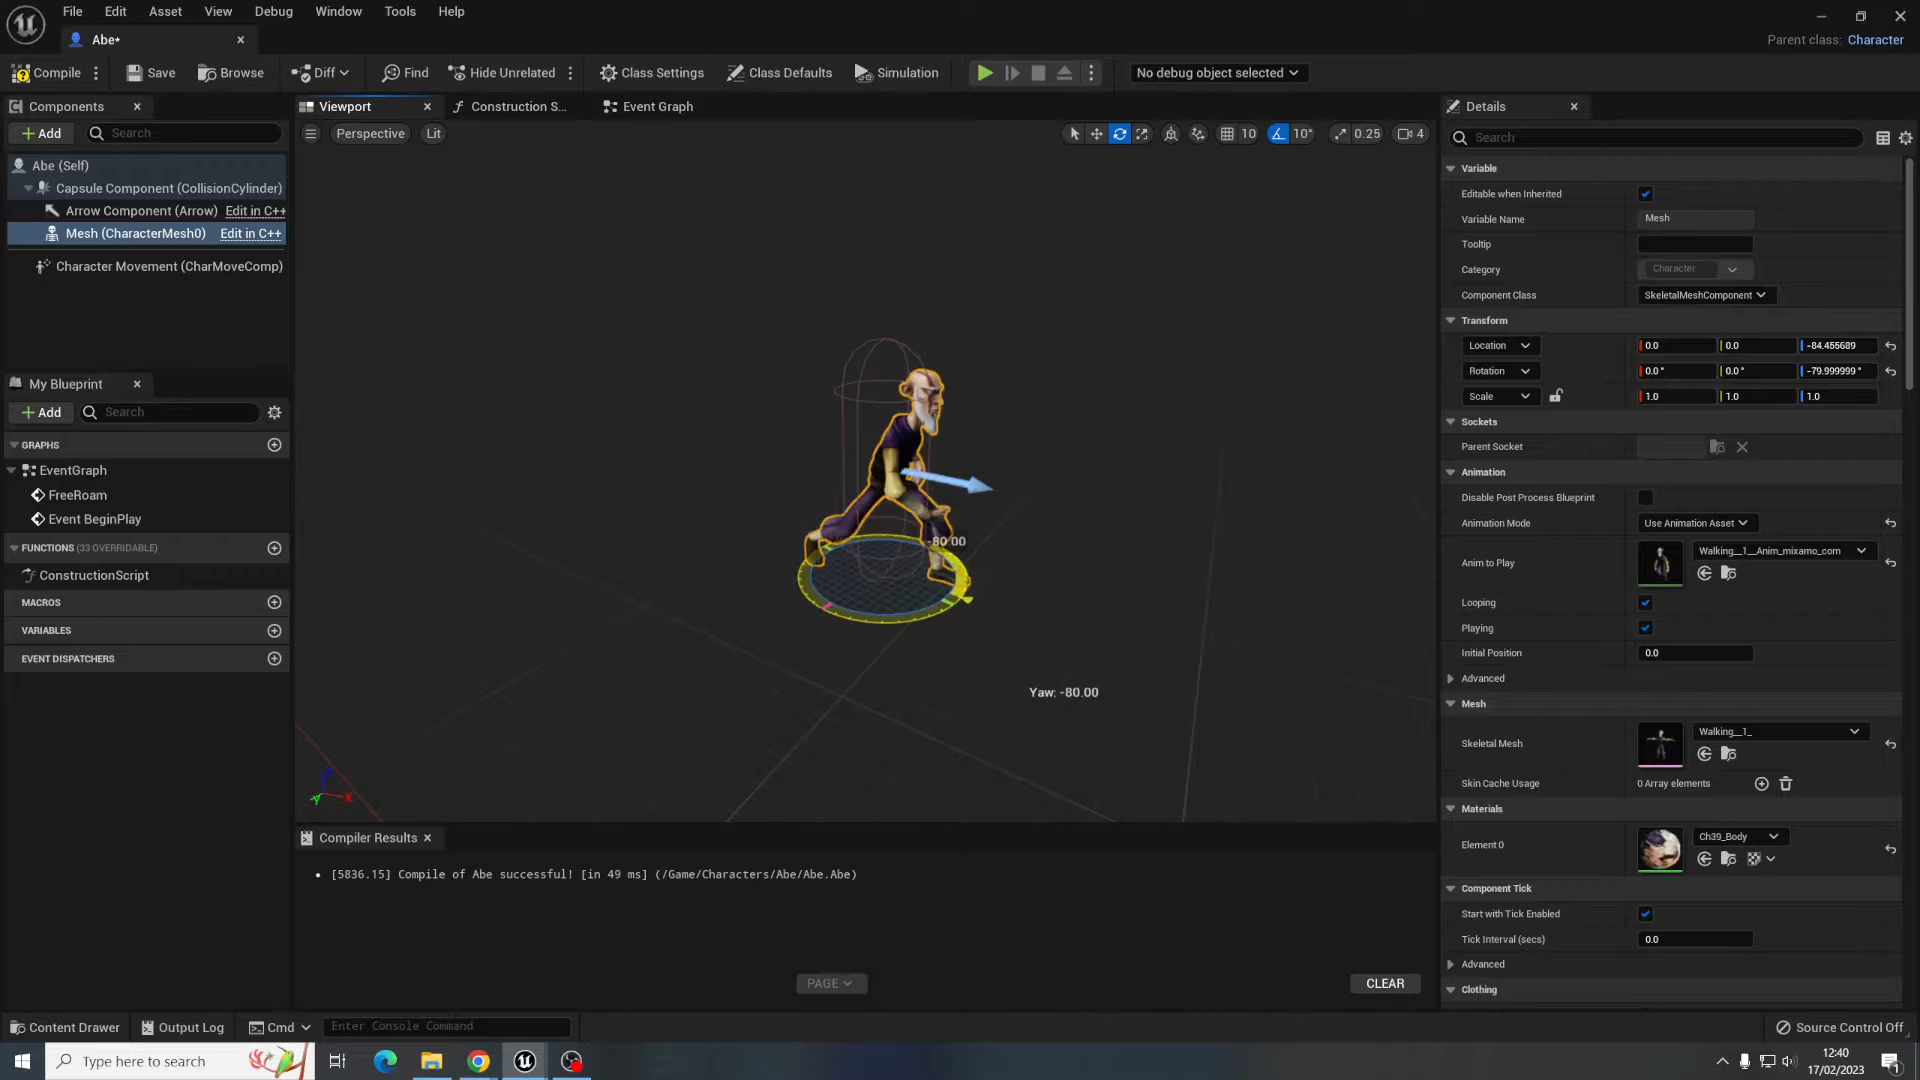 File Edit Asset View Debug Window Tools Help
Abe*
Parent class: Character
Compile Save Browse Diff Find Hide Unrelated Class Settings Class Defaults Simulation No debug object selected
Components
Add Search
Abe (Self)
Capsule Component (CollisionCylinder)
Arrow Component (Arrow) Edit in C++
Mesh (CharacterMesh0) Edit in C++
Character Movement (CharMoveComp)
My Blueprint
Add Search
GRAPHS
EventGraph
FreeRoam
Event BeginPlay
FUNCTIONS (33 OVERRIDABLE)
ConstructionScript
MACROS
VARIABLES
EVENT DISPATCHERS
Viewport Construction S... Event Graph
Perspective Lit 10 10° 0.25 4
-80.00
Yaw: -80.00
Z
Y X
Compiler Results
[5836.15] Compile of Abe successful! [in 49 ms] (/Game/Characters/Abe/Abe.Abe)
PAGE CLEAR
Details
Search
Variable
Editable when Inherited
Variable Name Mesh
Tooltip
Category Character
Component Class SkeletalMeshComponent
Transform
Location 0.0 0.0 -84.455689
Rotation 0.0° 0.0° -79.999999°
Scale 1.0 1.0 1.0
Sockets
Parent Socket
Animation
Disable Post Process Blueprint
Animation Mode Use Animation Asset
Anim to Play Walking__1__Anim_mixamo_com
Looping
Playing
Initial Position 0.0
Advanced
Mesh
Skeletal Mesh Walking__1_
Skin Cache Usage 0 Array elements
Materials
Element 0 Ch39_Body
Component Tick
Start with Tick Enabled
Tick Interval (secs) 0.0
Advanced
Clothing
Content Drawer Output Log Cmd Enter Console Command Source Control Off
Type here to search
12:40
17/02/2023
1